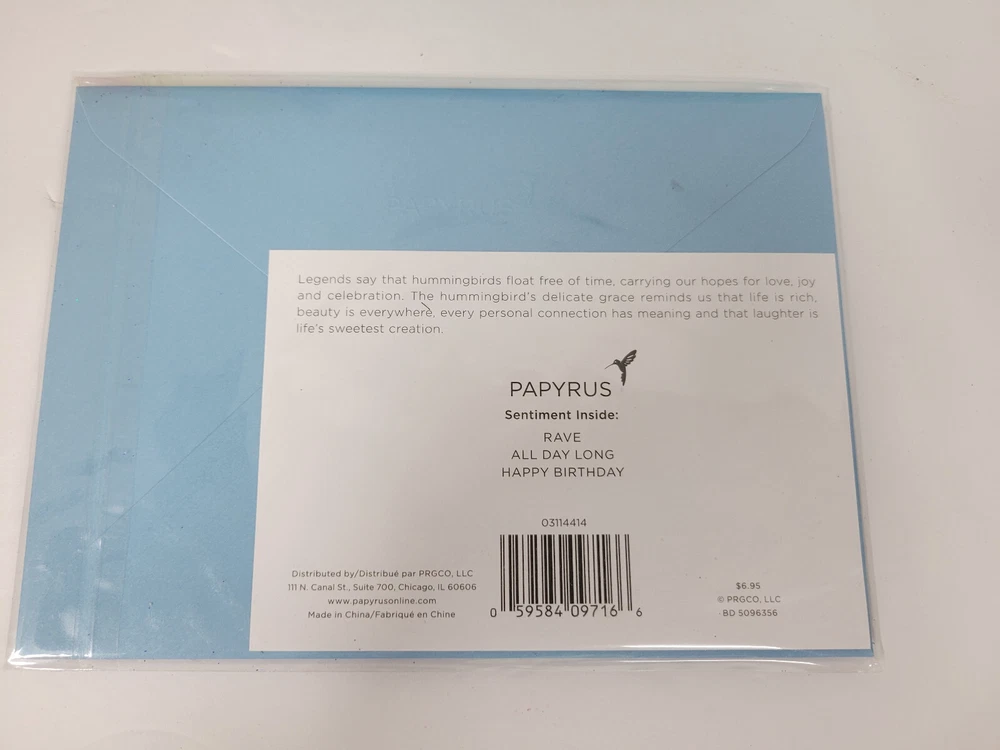 PAPYRUS
Legends say that hummingbirds float free of time, carrying our hopes for love, joy
and celebration. The hummingbird's delicate grace reminds us that life is rich,
beauty is everywhere, every personal connection has meaning and that laughter is
life's sweetest creation.
PAPYRUS
Sentiment Inside:
RAVE
ALL DAY LONG
HAPPY BIRTHDAY
03114414
0 59584 09716 6
Distributed by/Distribué par PRGCO, LLC
111 N. Canal St., Suite 700, Chicago, IL 60606
www.papyrusonline.com
Made in China/Fabriqué en Chine
$6.95
© PRGCO, LLC
BD 5096356